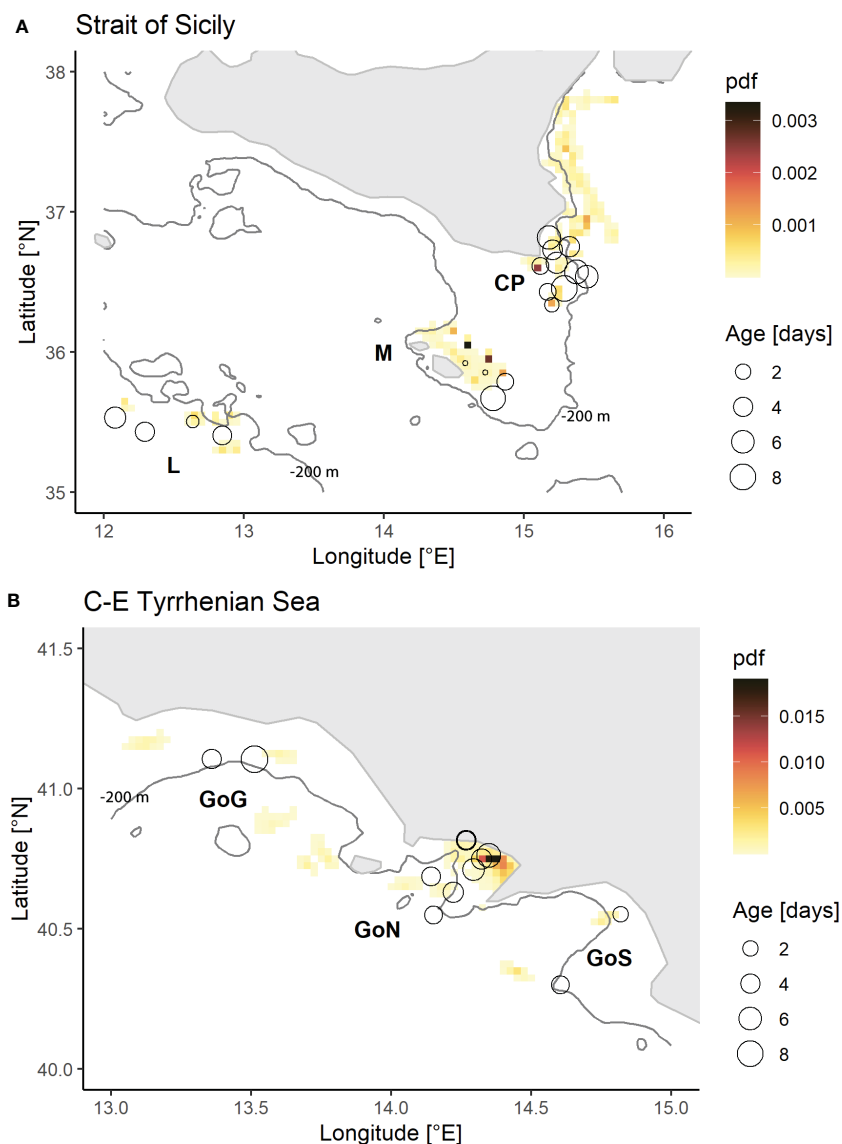 A
Strait of Sicily
38
37
36
35
Latitude [°N]
12
13
14
15
16
Longitude [°E]
CP
M
L
-200 m
-200 m
pdf
0.003
0.002
0.001
Age [days]
2
4
6
8
B
C-E Tyrrhenian Sea
41.5
41.0
40.5
40.0
Latitude [°N]
13.0
13.5
14.0
14.5
15.0
Longitude [°E]
-200 m
GoG
GoN
GoS
pdf
0.015
0.010
0.005
Age [days]
2
4
6
8